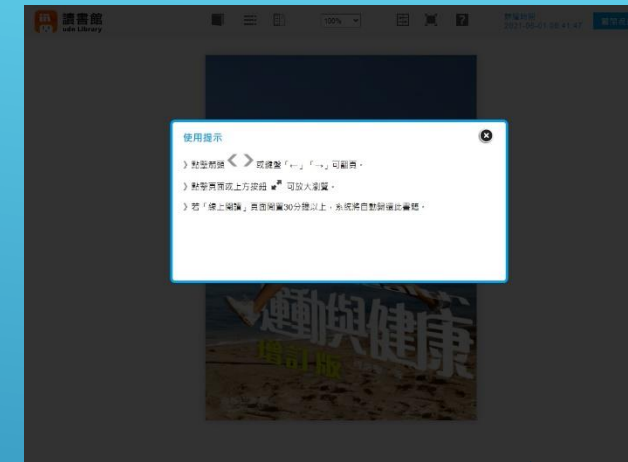 讀書館
udn Library
100%
?
使用提示
》點擊箭頭 或鍵盤「←」「→」可翻頁。
》點擊頁面或上方按鈕 可放大瀏覽。
》若「線上閱讀」頁面閒置30分鐘以上，系統將自動歸還此書籍。
運動與健康
增訂版